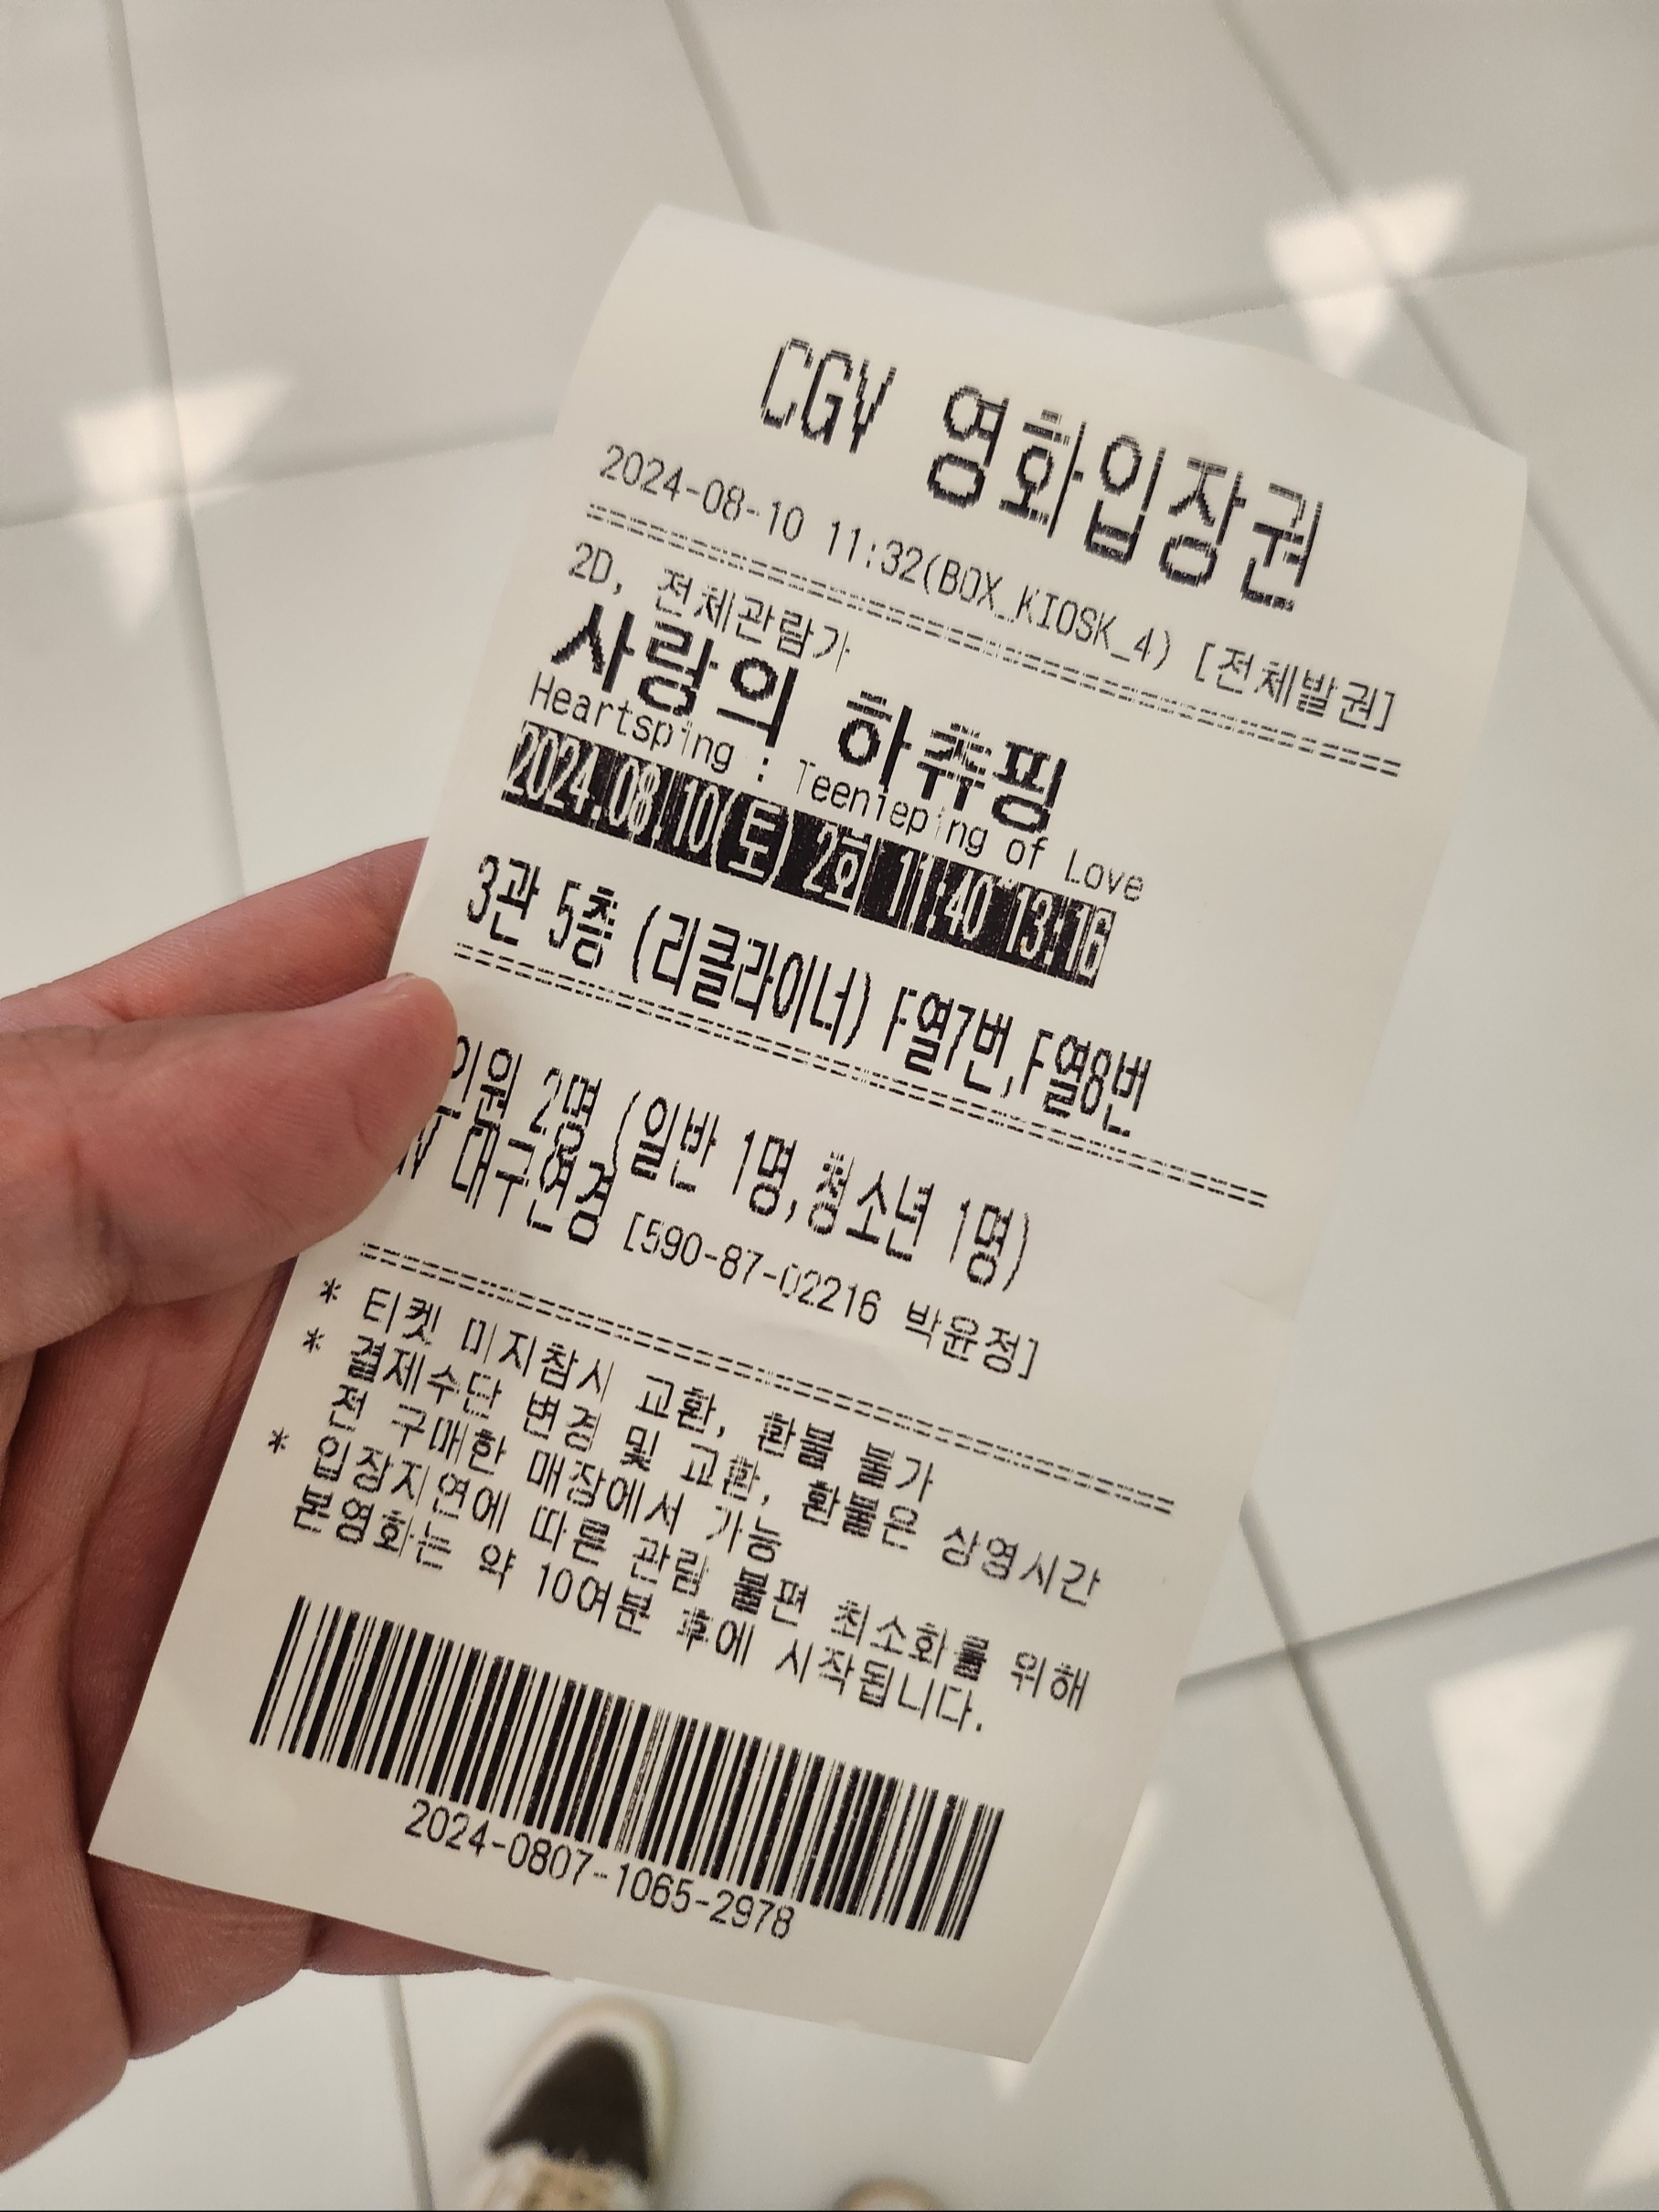 CGV 영화입장권
2024-08-10 11:32(BOX_KIOSK_4) [전체발권]
2D, 전체관람가
사랑의 하츄핑
Heartsping : Teenieping of Love
2024.08.10(토) 2회 11:40~13:16
3관 5층 (리클라이너) F열7번,F열8번
인원 2명 (일반 1명,청소년 1명)
대구연경 [590-87-02216 박윤정]
* 티켓 미지참시 교환, 환불 불가
* 결제수단 변경 및 교환, 환불은 상영시간
전 구매한 매장에서 가능
* 입장지연에 따른 관람 불편 최소화를 위해
본영화는 약 10여분 후에 시작됩니다.
2024-0807-1065-2978